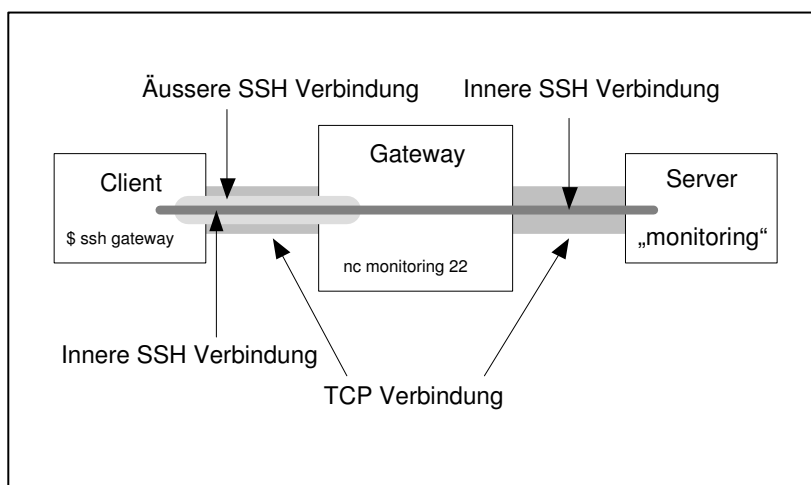 Äussere SSH Verbindung
Innere SSH Verbindung
Gateway
Client
Server
$ ssh gateway
„monitoring“
nc monitoring 22
Innere SSH Verbindung
TCP Verbindung